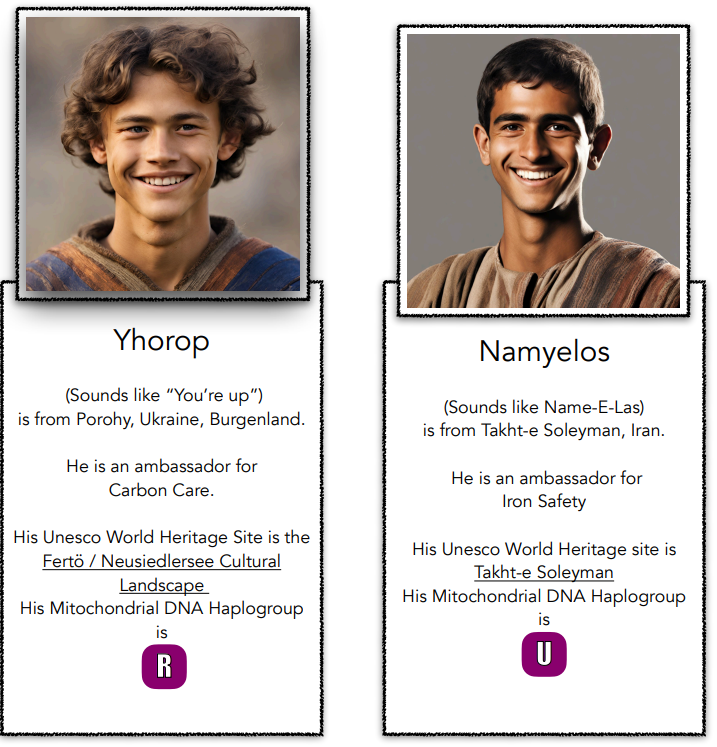 Yhorop
(Sounds like “You’re up”)
is from Porohy, Ukraine, Burgenland.
He is an ambassador for
Carbon Care.
His Unesco World Heritage Site is the
Fertö / Neusiedlersee Cultural
Landscape
His Mitochondrial DNA Haplogroup
is
R
Namyelos
(Sounds like Name-E-Las)
is from Takht-e Soleyman, Iran.
He is an ambassador for
Iron Safety
His Unesco World Heritage site is
Takht-e Soleyman
His Mitochondrial DNA Haplogroup
is
U